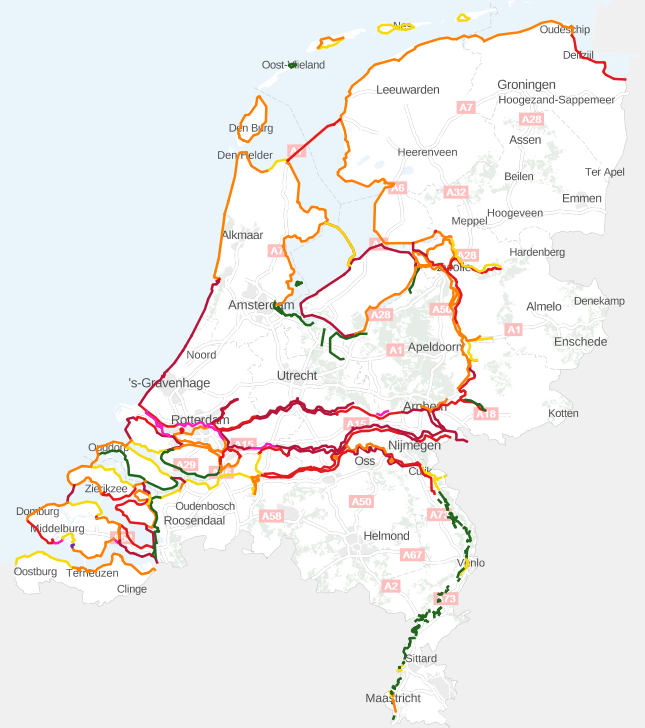 Nes
Oudeschip
Delfzijl
Oost-Vlieland
Leeuwarden
Groningen
Hoogezand-Sappemeer
A7
A28
Den Burg
Assen
Den Helder
Heerenveen
Beilen
Ter Apel
A6
A32
Emmen
Hoogeveen
Meppel
Alkmaar
Hardenberg
A28
A7
Amsterdam
A28
A50
Almelo
Denekamp
A1
Enschede
Noord
A1
Apeldoorn
Utrecht
's-Gravenhage
Arnhem
A18
Kotten
Rotterdam
A15
A15
Nijmegen
Ouddorp
Oss
A29
Cuijk
Zierikzee
Oudenbosch
A50
Domburg
Roosendaal
A58
A73
Middelburg
Helmond
A67
Venlo
Oostburg
Terneuzen
Clinge
A2
A73
Sittard
Maastricht